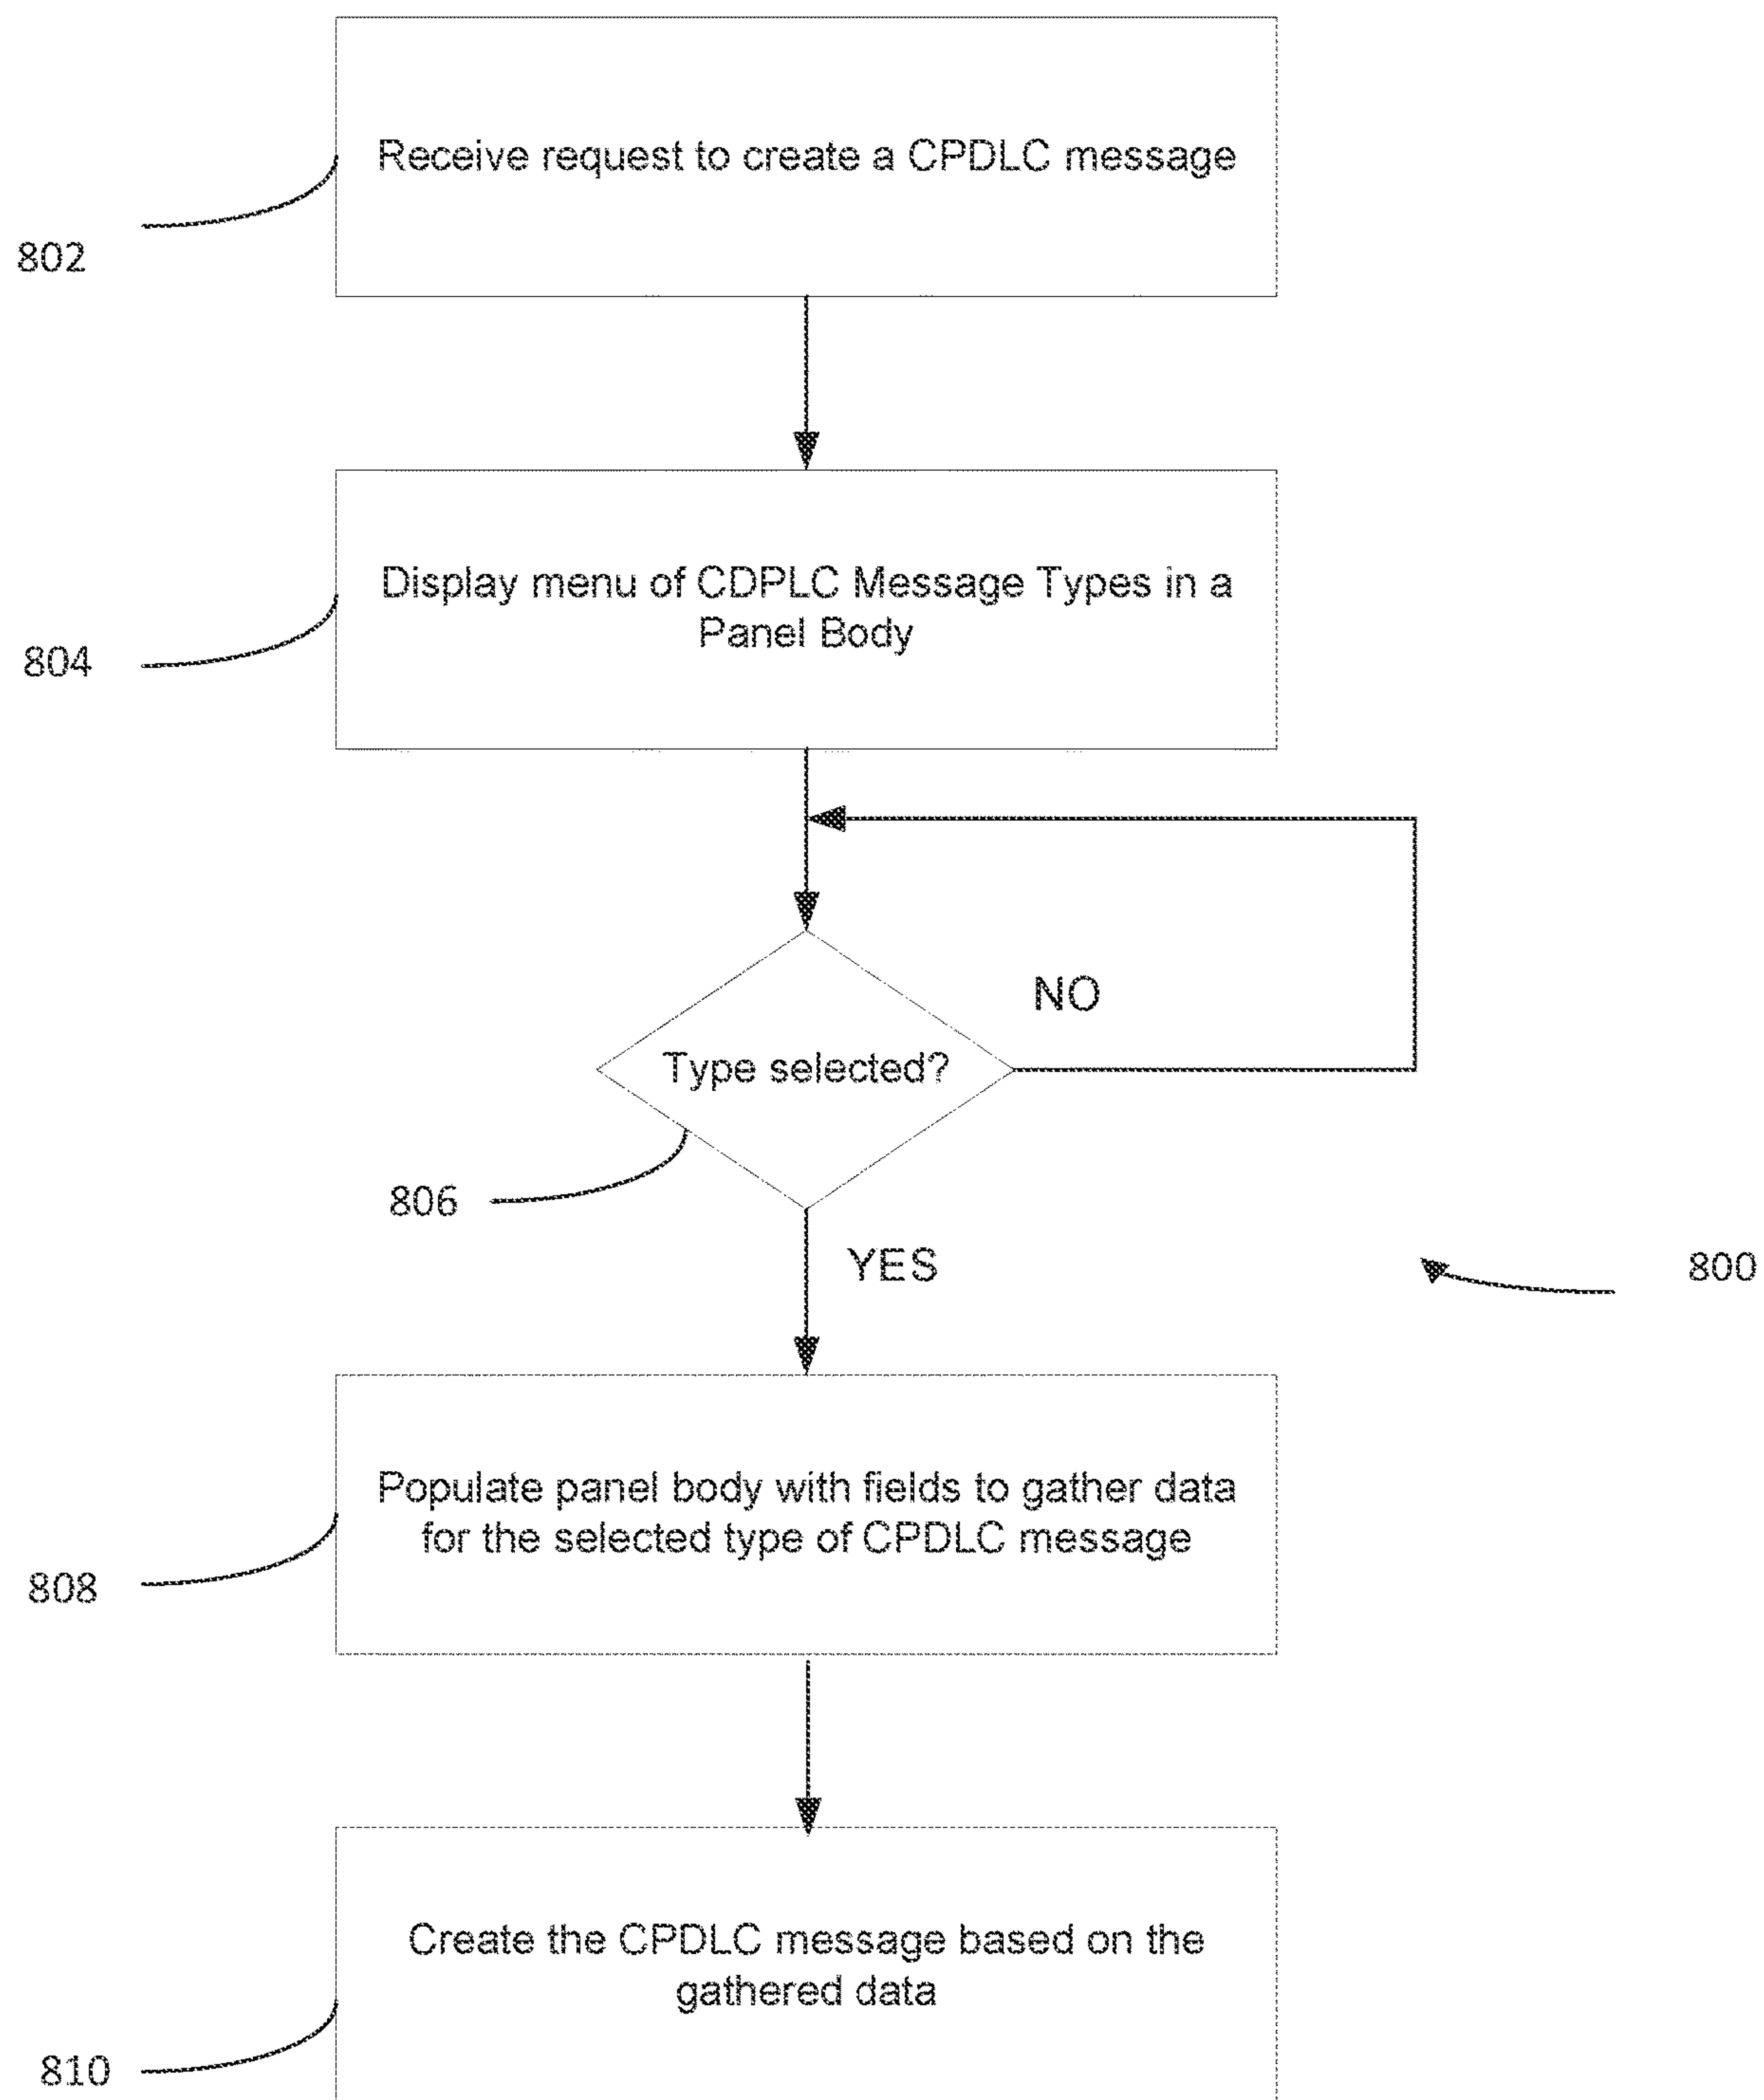 Receive request to create a CPDLC message
802
Display menu of CDPLC Message Types in a
Panel Body
804
NO
Type selected?
806
YES
800
Populate panel body with fields to gather data
for the selected type of CPDLC message
808
Create the CPDLC message based on the
gathered data
810